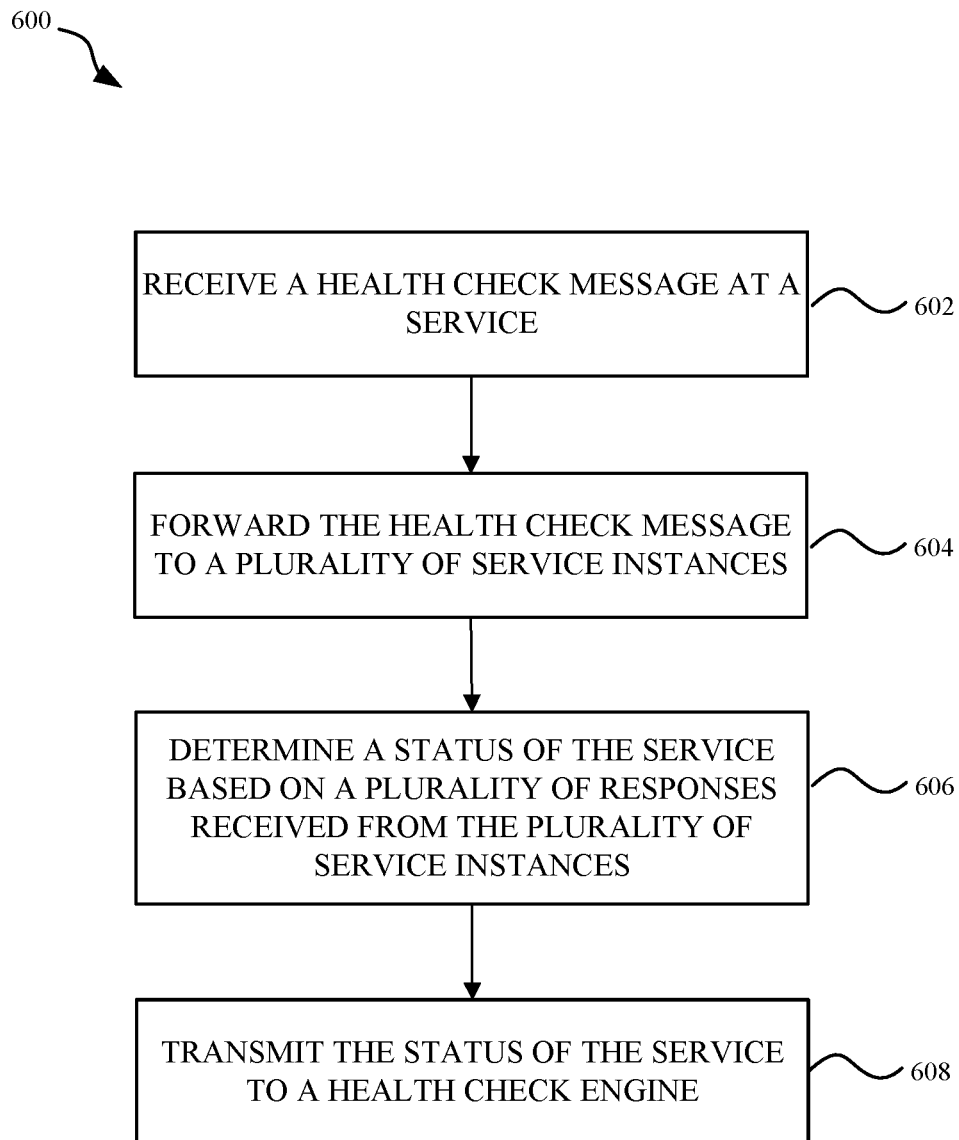 600
RECEIVE A HEALTH CHECK MESSAGE AT A
SERVICE
602
FORWARD THE HEALTH CHECK MESSAGE
TO A PLURALITY OF SERVICE INSTANCES
604
DETERMINE A STATUS OF THE SERVICE
BASED ON A PLURALITY OF RESPONSES
RECEIVED FROM THE PLURALITY OF
SERVICE INSTANCES
606
TRANSMIT THE STATUS OF THE SERVICE
TO A HEALTH CHECK ENGINE
608